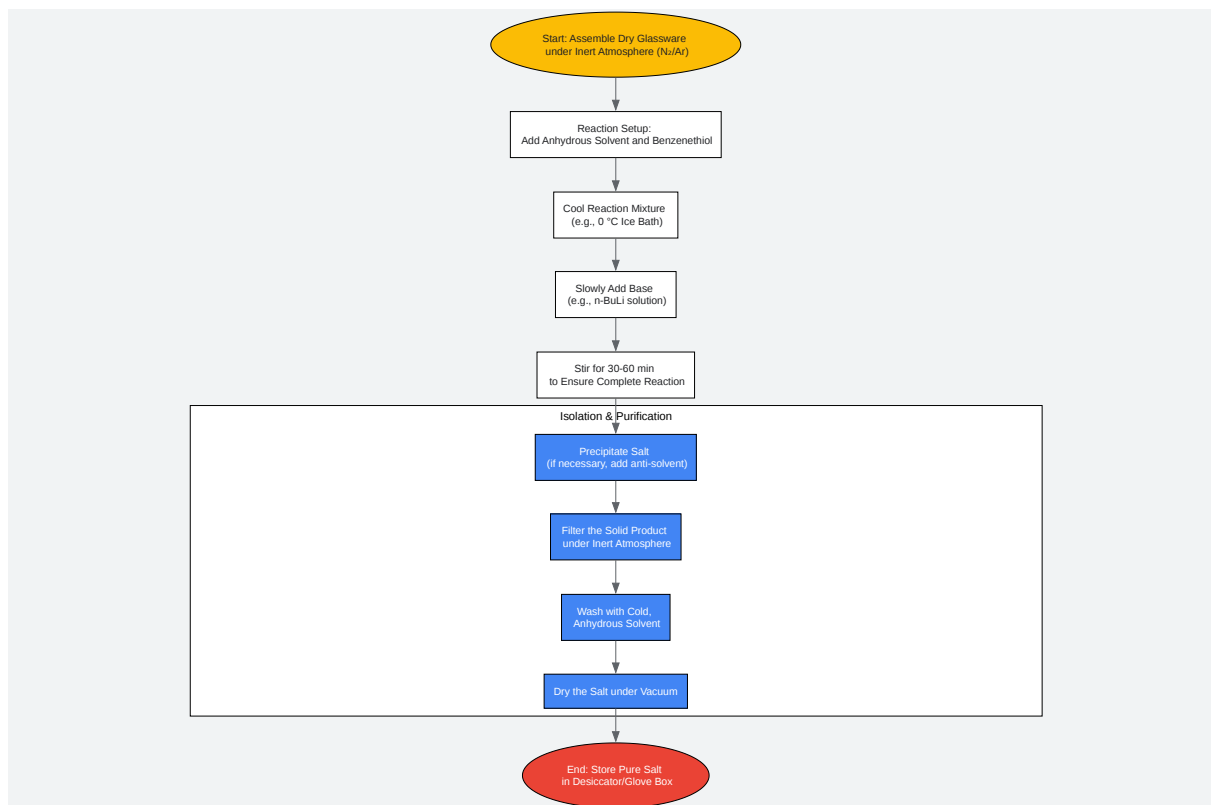 Start: Assemble Dry Glassware
under Inert Atmosphere (N₂/Ar)
Reaction Setup:
Add Anhydrous Solvent and Benzenethiol
Cool Reaction Mixture
(e.g., 0 °C Ice Bath)
Slowly Add Base
(e.g., n-BuLi solution)
Stir for 30-60 min
to Ensure Complete Reaction
Isolation & Purification
Precipitate Salt
(if necessary, add anti-solvent)
Filter the Solid Product
under Inert Atmosphere
Wash with Cold,
Anhydrous Solvent
Dry the Salt under Vacuum
End: Store Pure Salt
in Desiccator/Glove Box